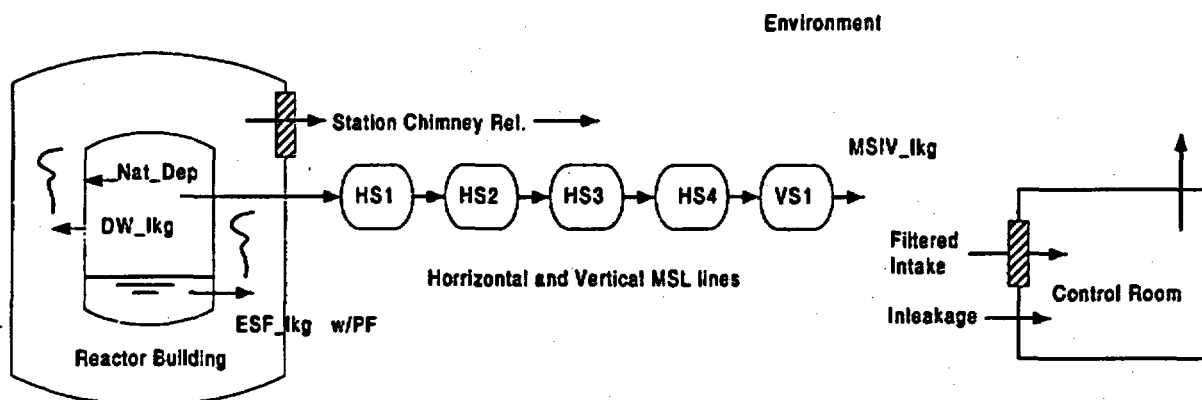 Environment
Station Chimney Rel.
MSIV_lkg
Nat_Dep
HS1 HS2 HS3 HS4 VS1
DW_lkg
Filtered
Intake
Control Room
Horrizontal and Vertical MSL lines
Inleakage
ESF_lkg w/PF
Reactor Building